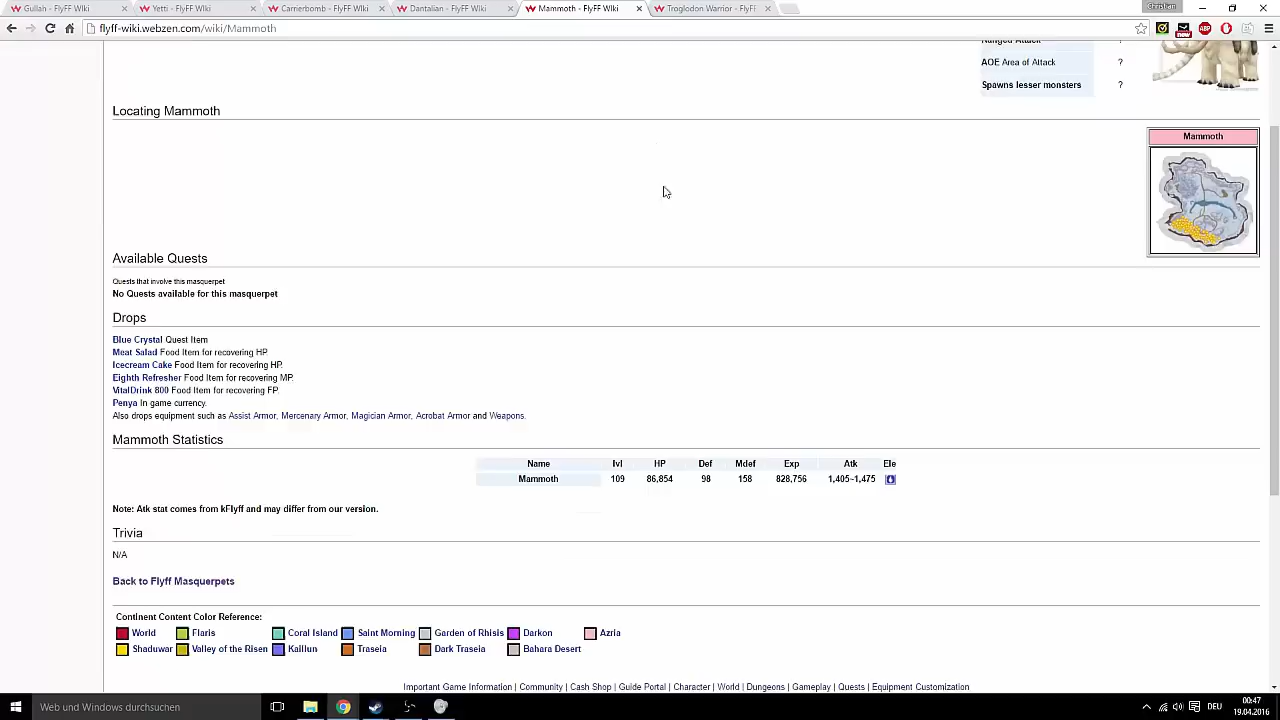 Gullah - FlyFF Wiki
Yetti - FlyFF Wiki
Carrierbomb - FlyFF Wiki
Dantalian - FlyFF Wiki
Mammoth - FlyFF Wiki
Troglodon Warrior - FlyFF
Christian
flyff-wiki.webzen.com/wiki/Mammoth
Ranged Attack ?
AOE Area of Attack ?
Spawns lesser monsters ?
Locating Mammoth
Mammoth
Available Quests
Quests that involve this masquerpet
No Quests available for this masquerpet
Drops
Blue Crystal Quest Item
Meat Salad Food Item for recovering HP.
Icecream Cake Food Item for recovering HP.
Eighth Refresher Food Item for recovering MP.
VitalDrink 800 Food Item for recovering FP.
Penya In game currency.
Also drops equipment such as Assist Armor, Mercenary Armor, Magician Armor, Acrobat Armor and Weapons.
Mammoth Statistics
Name lvl HP Def Mdef Exp Atk Ele
Mammoth 109 86,854 98 158 828,756 1,405~1,475
Note: Atk stat comes from kFlyff and may differ from our version.
Trivia
N/A
Back to Flyff Masquerpets
Continent Content Color Reference:
World Flaris Coral Island Saint Morning Garden of Rhisis Darkon Azria
Shaduwar Valley of the Risen Kaillun Traseia Dark Traseia Bahara Desert
Important Game Information | Community | Cash Shop | Guide Portal | Character | World | Dungeons | Gameplay | Quests | Equipment Customization
Web und Windows durchsuchen
DEU
00:47
19.04.2016